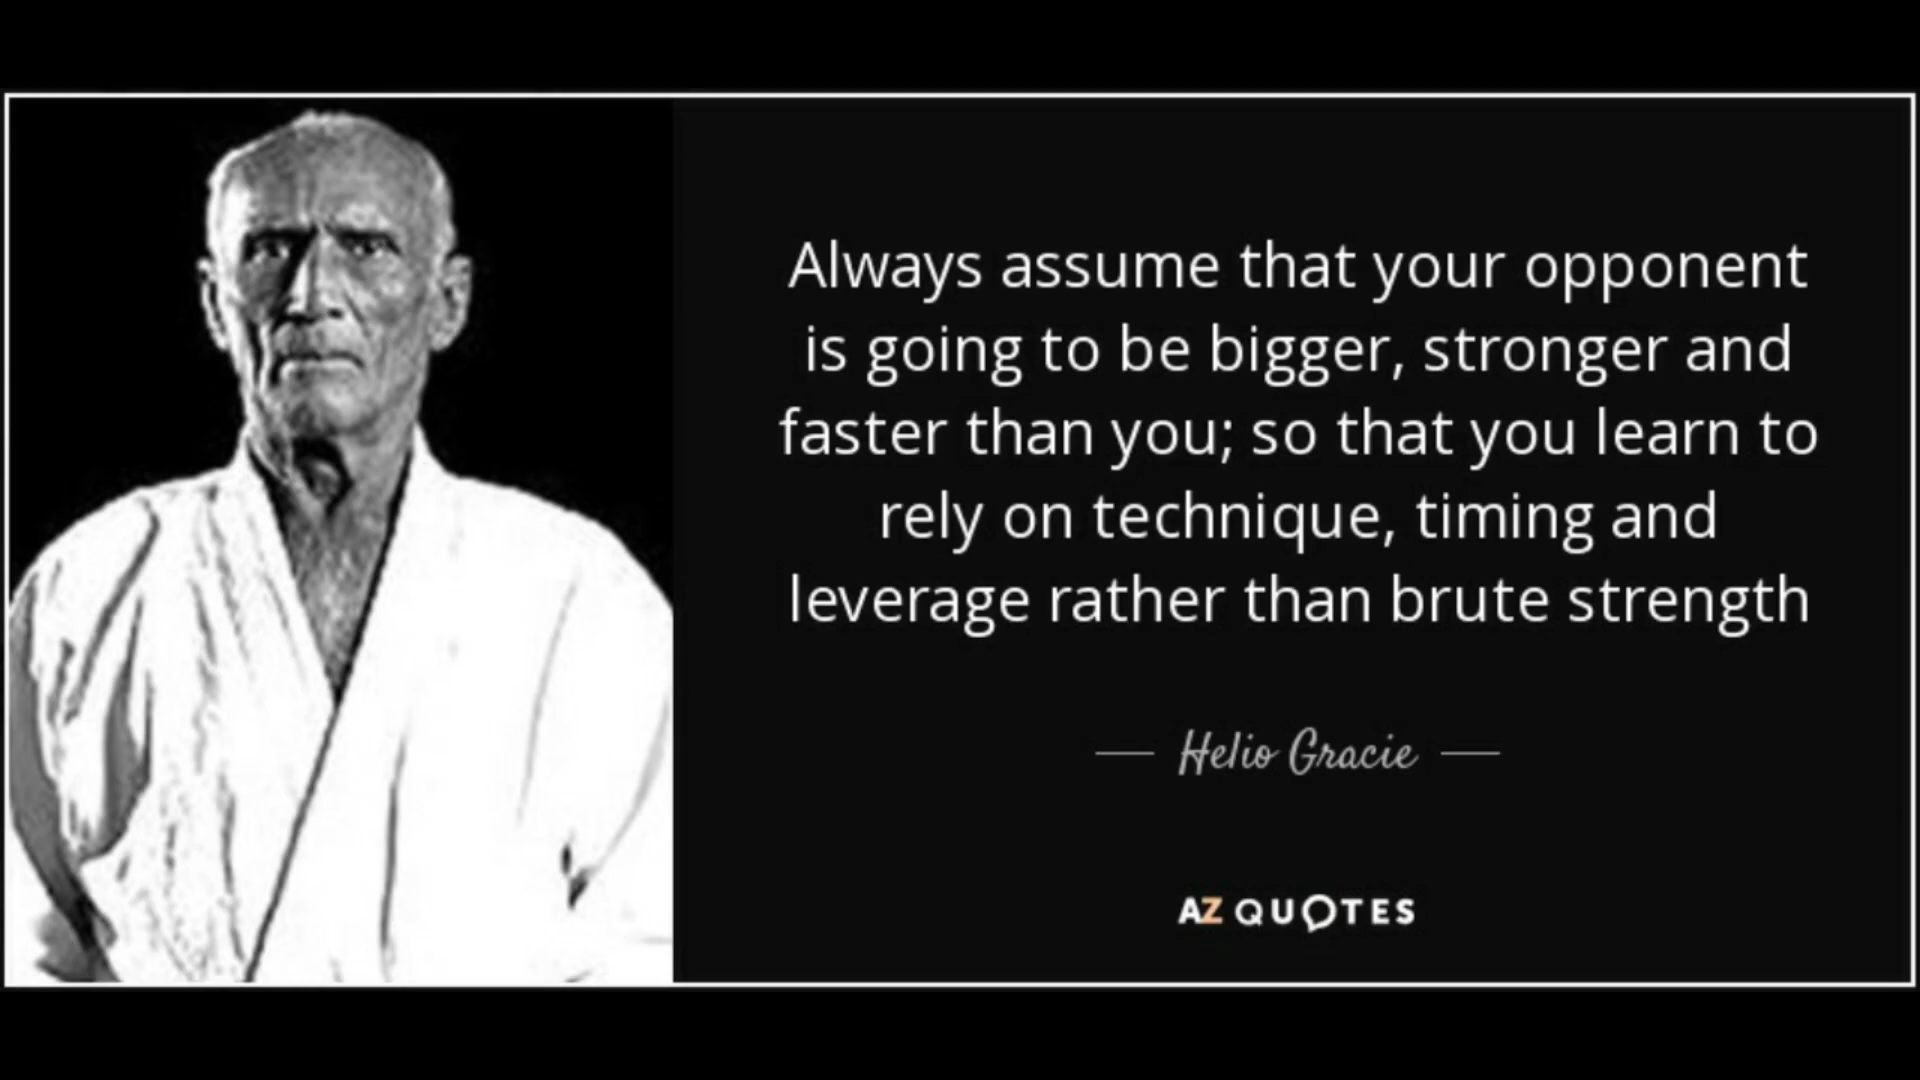 Always assume that your opponent
is going to be bigger, stronger and
faster than you; so that you learn to
rely on technique, timing and
leverage rather than brute strength
Helio Gracie
AZ QUOTES